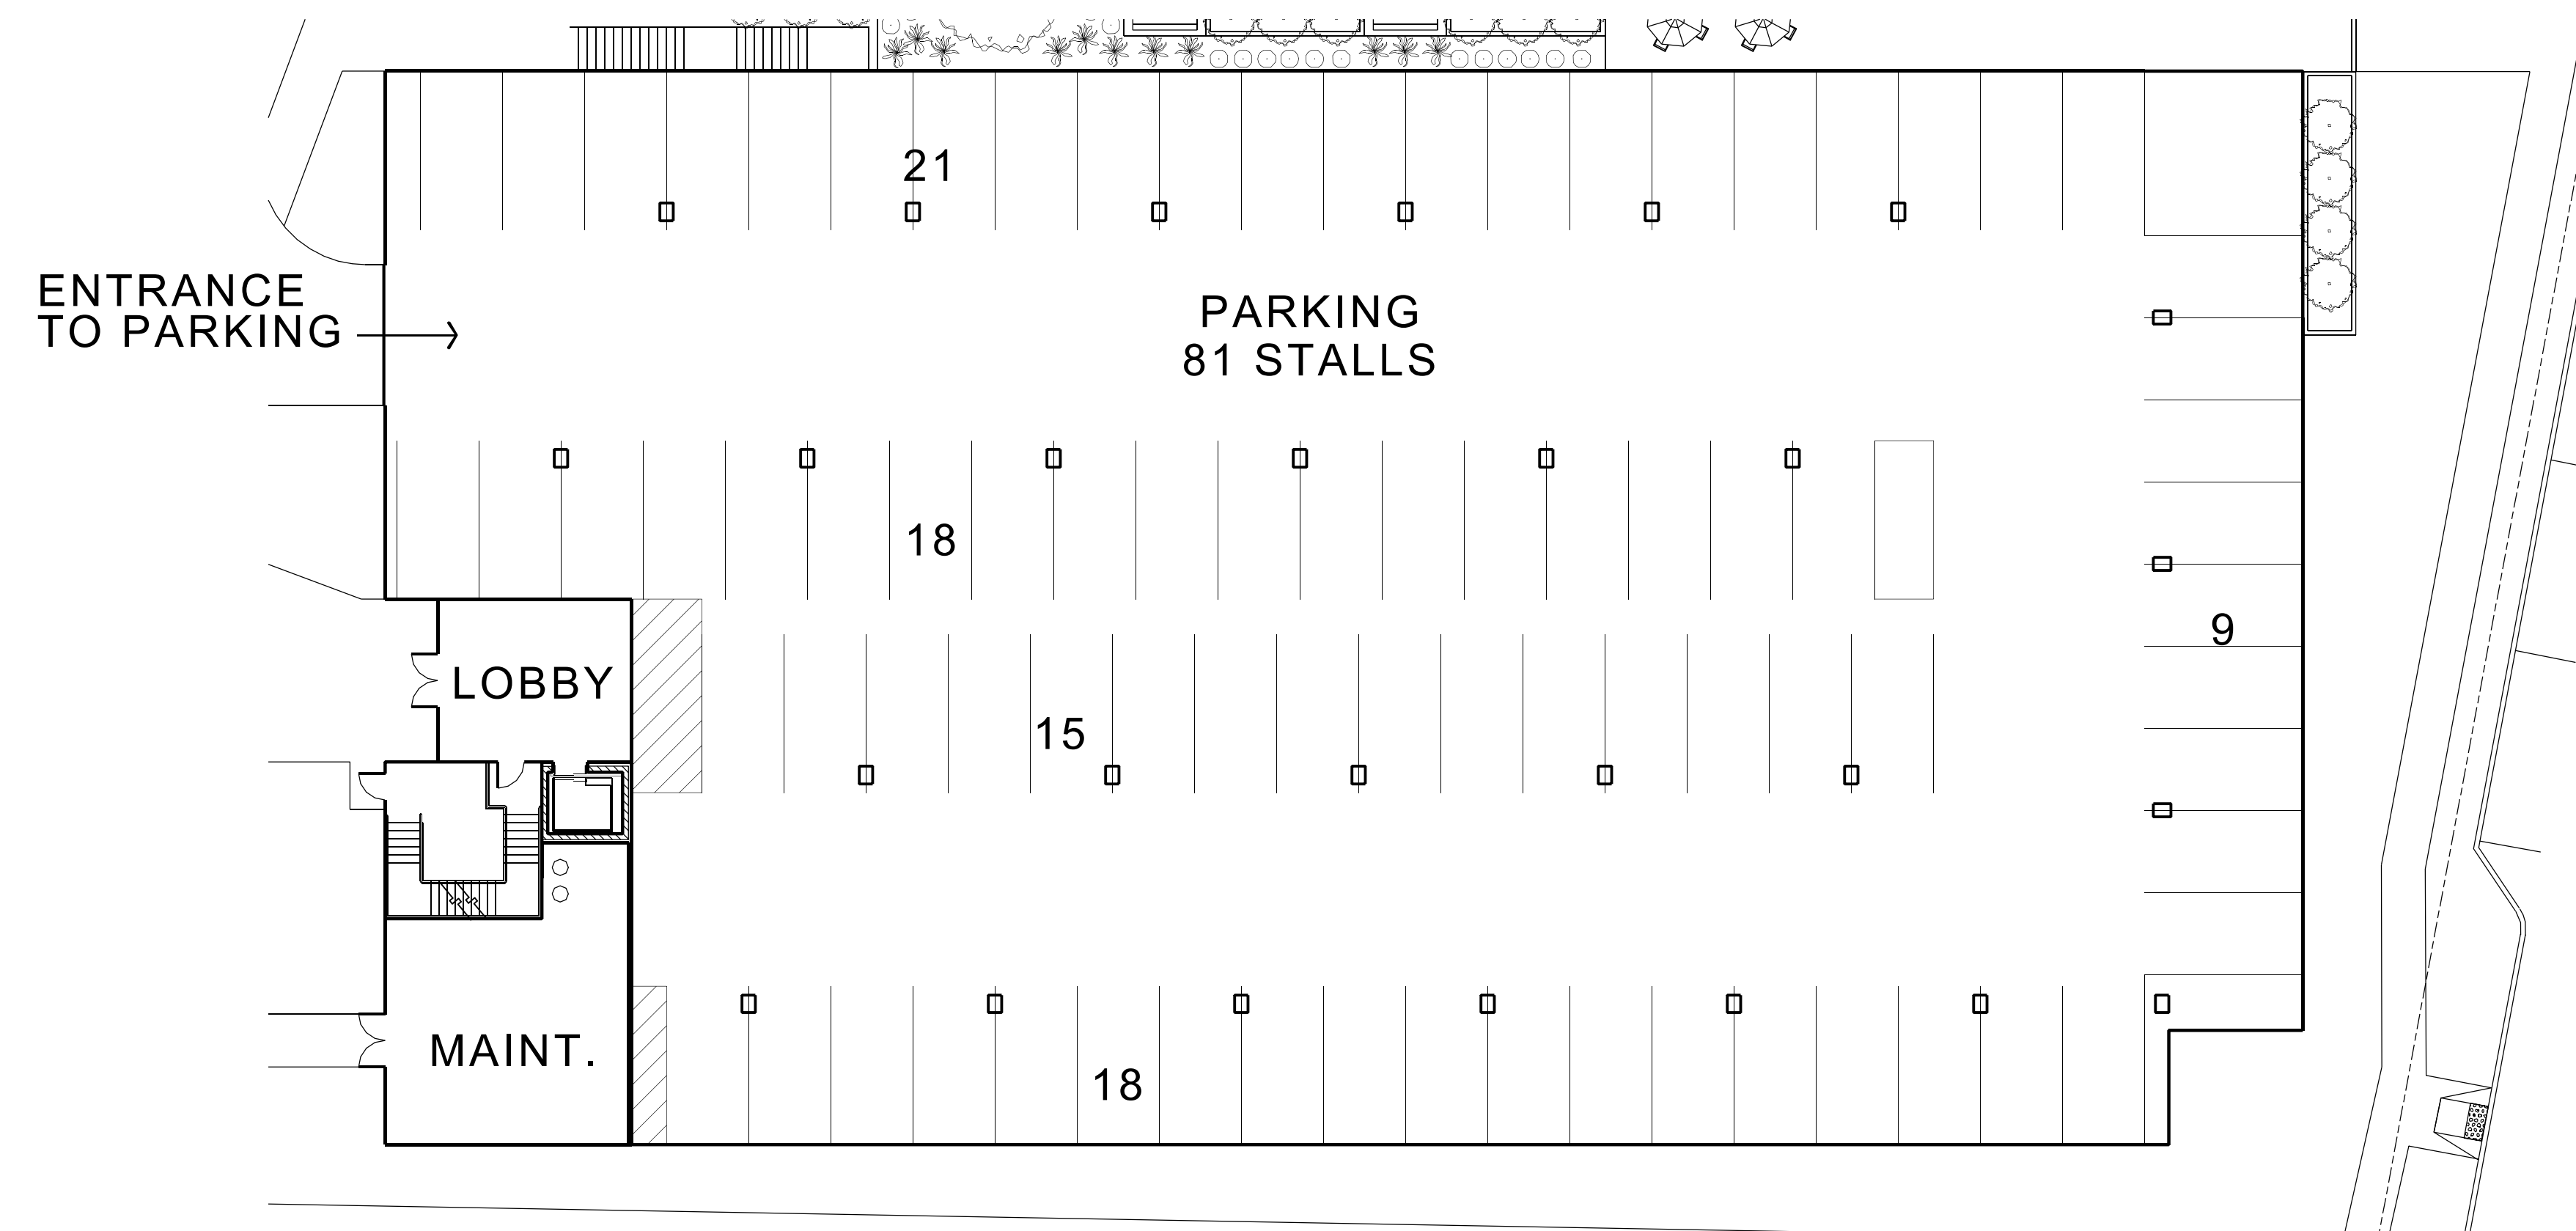 21
ENTRANCE
TO PARKING
PARKING
81 STALLS
18
9
LOBBY
15
MAINT.
18